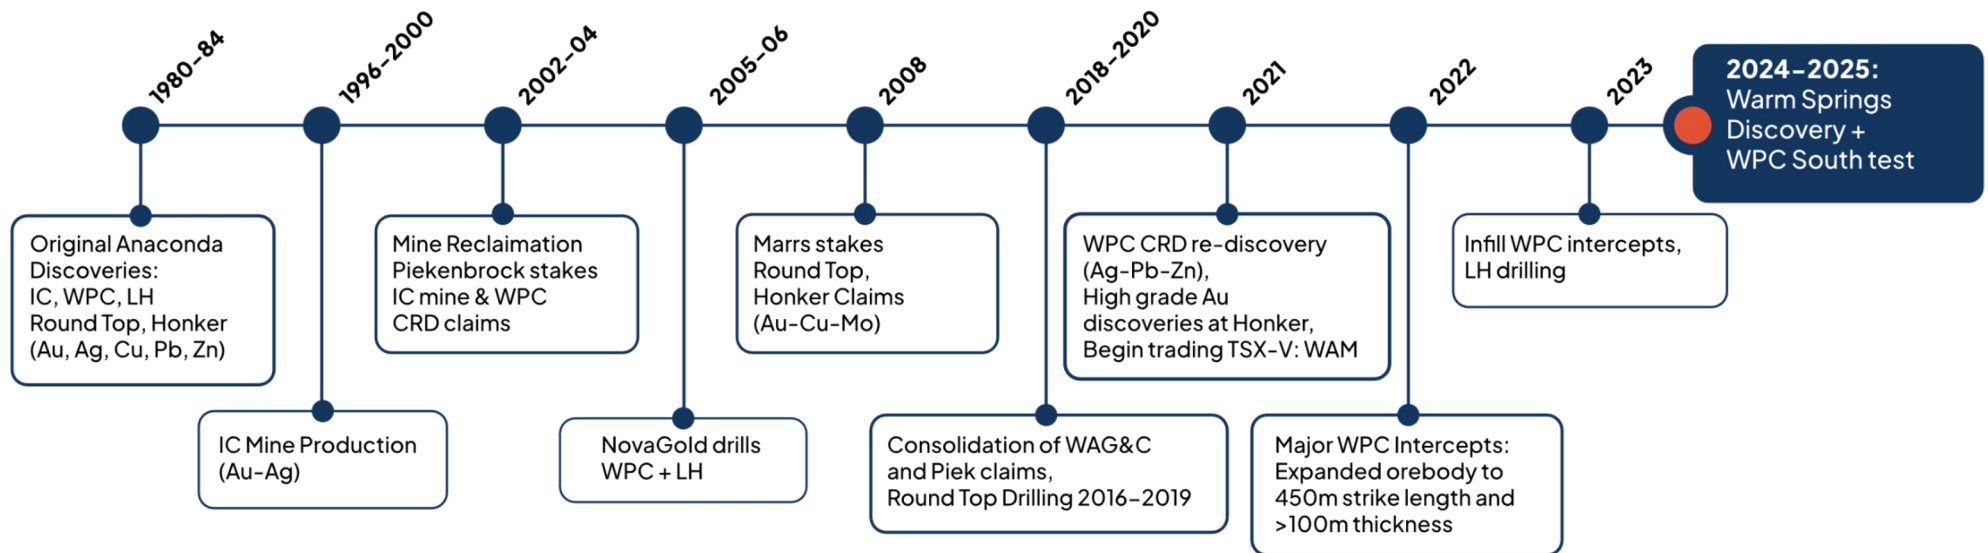 1980-84
Original Anaconda
Discoveries:
IC, WPC, LH
Round Top, Honker
(Au, Ag, Cu, Pb, Zn)
1996-2000
IC Mine Production
(Au-Ag)
2002-04
Mine Reclaimation
Piekenbrock stakes
IC mine & WPC
CRD claims
2005-06
NovaGold drills
WPC + LH
2008
Marrs stakes
Round Top,
Honker Claims
(Au-Cu-Mo)
2018-2020
Consolidation of WAG&C
and Piek claims,
Round Top Drilling 2016-2019
2021
WPC CRD re-discovery
(Ag-Pb-Zn),
High grade Au
discoveries at Honker,
Begin trading TSX-V: WAM
2022
Major WPC Intercepts:
Expanded orebody to
450m strike length and
>100m thickness
2023
Infill WPC intercepts,
LH drilling
2024-2025:
Warm Springs
Discovery +
WPC South test